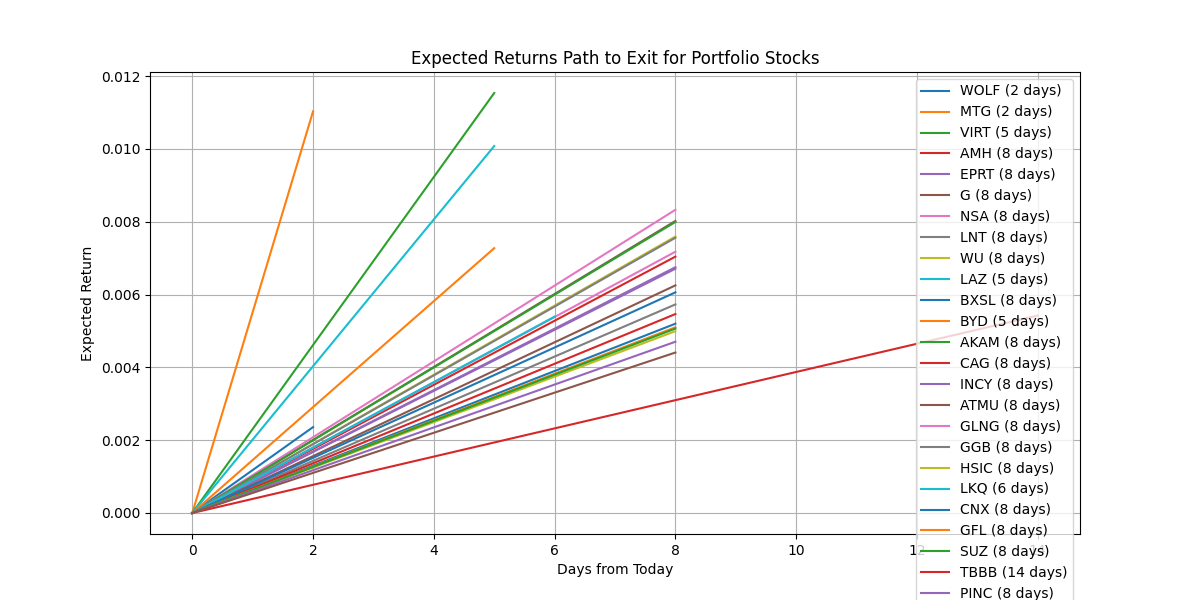 Expected Returns Path to Exit for Portfolio Stocks
Expected Return
0.012
0.010
0.008
0.006
0.004
0.002
0.000
0
2
4
6
8
10
Days from Today
WOLF (2 days)
MTG (2 days)
VIRT (5 days)
AMH (8 days)
EPRT (8 days)
G (8 days)
NSA (8 days)
LNT (8 days)
WU (8 days)
LAZ (5 days)
BXSL (8 days)
BYD (5 days)
AKAM (8 days)
CAG (8 days)
INCY (8 days)
ATMU (8 days)
GLNG (8 days)
GGB (8 days)
HSIC (8 days)
LKQ (6 days)
CNX (8 days)
GFL (8 days)
SUZ (8 days)
TBBB (14 days)
PINC (8 days)